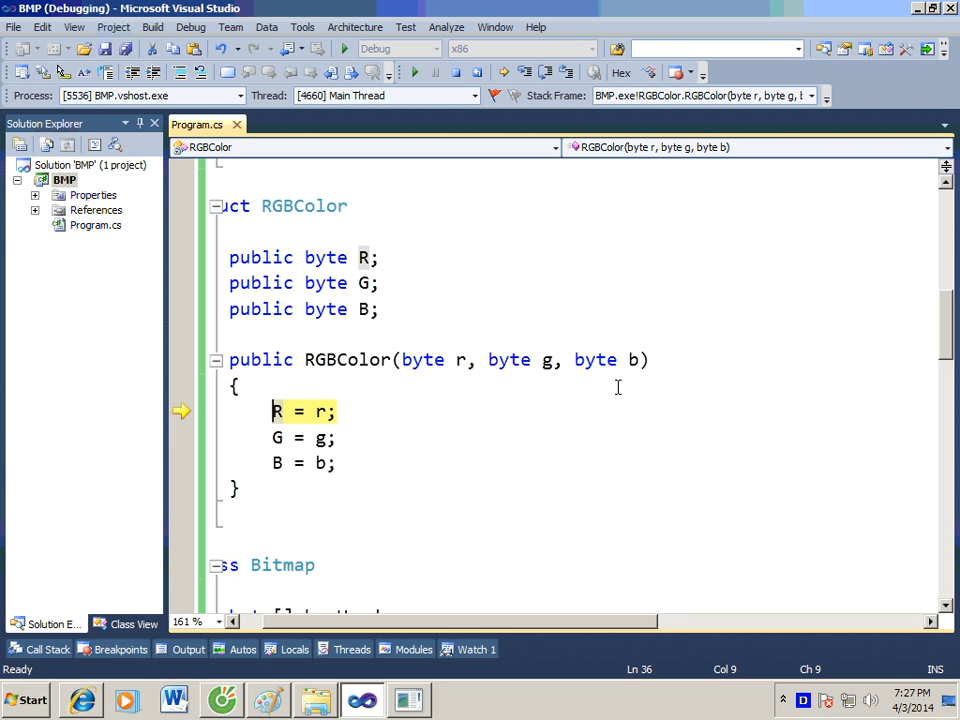 BMP (Debugging) - Microsoft Visual Studio
File Edit View Project Build Debug Team Data Tools Architecture Test Analyze Window Help
Debug x86
Hex
Process: [5536] BMP.vshost.exe Thread: [4660] Main Thread Stack Frame: BMP.exe!RGBColor.RGBColor(byte r, byte g, b
Solution Explorer
Program.cs
RGBColor RGBColor(byte r, byte g, byte b)
Solution 'BMP' (1 project)
BMP
Properties
References
Program.cs
uct RGBColor
public byte R;
public byte G;
public byte B;
public RGBColor(byte r, byte g, byte b)
{
R = r;
G = g;
B = b;
}
ss Bitmap
Solution E... Class View
161 %
Call Stack Breakpoints Output Autos Locals Threads Modules Watch 1
Ready Ln 36 Col 9 Ch 9 INS
Start D 7:27 PM
4/3/2014